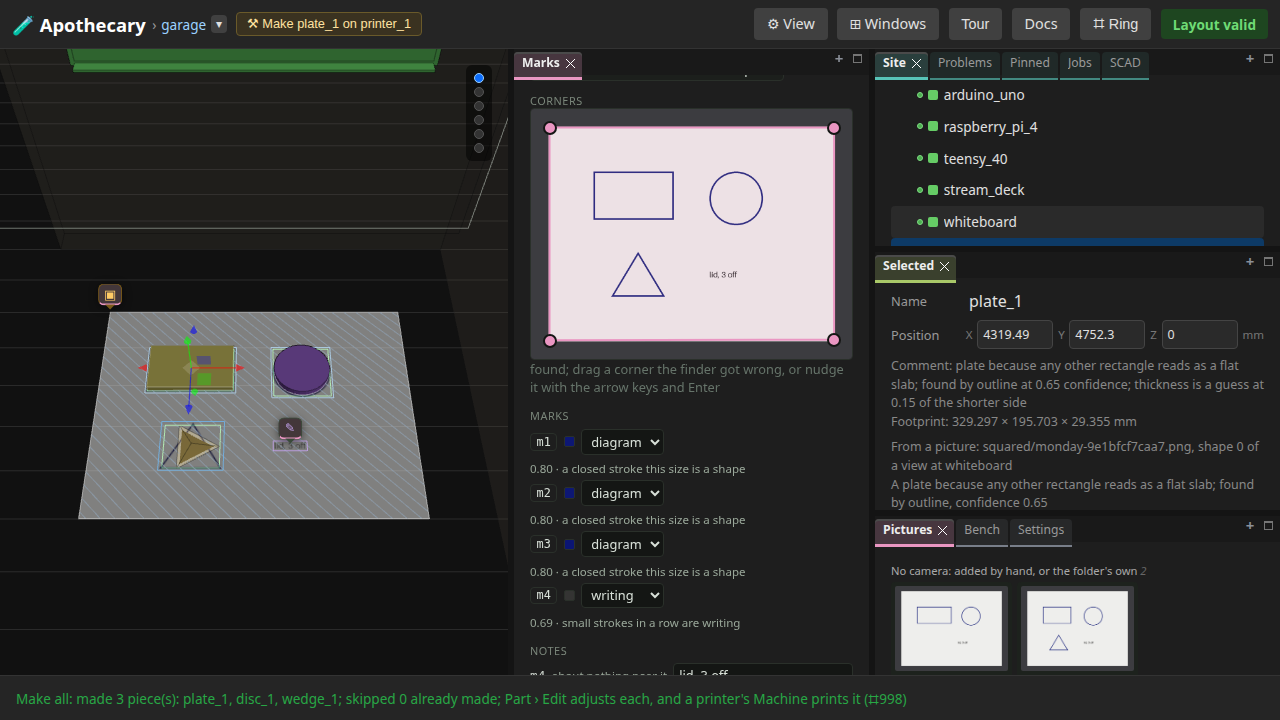 Apothecary › garage ▾ ⚒ Make plate_1 on printer_1 ⚙ View ⊞ Windows Tour Docs ⌗ Ring Layout valid
Marks
CORNERS
lid, 3 off
found; drag a corner the finder got wrong, or nudge
it with the arrow keys and Enter
MARKS
m1 diagram
0.80 · a closed stroke this size is a shape
m2 diagram
0.80 · a closed stroke this size is a shape
m3 diagram
0.80 · a closed stroke this size is a shape
m4 writing
0.69 · small strokes in a row are writing
NOTES
lid, 3 off
Site Problems Pinned Jobs SCAD
arduino_uno
raspberry_pi_4
teensy_40
stream_deck
whiteboard
Selected
Name plate_1
Position X 4319.49 Y 4752.3 Z 0 mm
Comment: plate because any other rectangle reads as a flat
slab; found by outline at 0.65 confidence; thickness is a guess at
0.15 of the shorter side
Footprint: 329.297 × 195.703 × 29.355 mm
From a picture: squared/monday-9e1bfcf7caa7.png, shape 0 of
a view at whiteboard
A plate because any other rectangle reads as a flat slab; found
by outline, confidence 0.65
Pictures Bench Settings
No camera: added by hand, or the folder's own 2
Make all: made 3 piece(s): plate_1, disc_1, wedge_1; skipped 0 already made; Part › Edit adjusts each, and a printer's Machine prints it (⌗998)